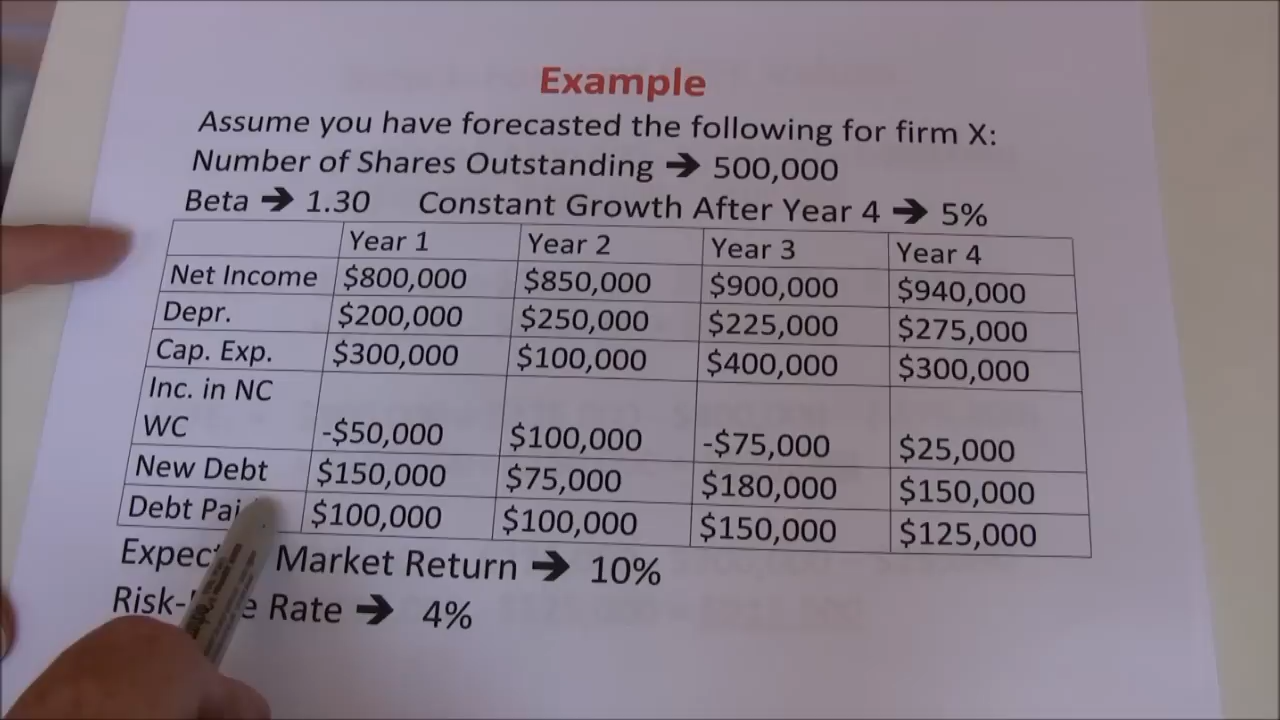 Example
Assume you have forecasted the following for firm X:
Number of Shares Outstanding ➔ 500,000
Beta ➔ 1.30 Constant Growth After Year 4 ➔ 5%
Year 1 Year 2 Year 3 Year 4
Net Income $800,000 $850,000 $900,000 $940,000
Depr. $200,000 $250,000 $225,000 $275,000
Cap. Exp. $300,000 $100,000 $400,000 $300,000
Inc. in NC
WC -$50,000 $100,000 -$75,000 $25,000
New Debt $150,000 $75,000 $180,000 $150,000
Debt $100,000 $100,000 $150,000 $125,000
Market Return ➔ 10%
Rate ➔ 4%